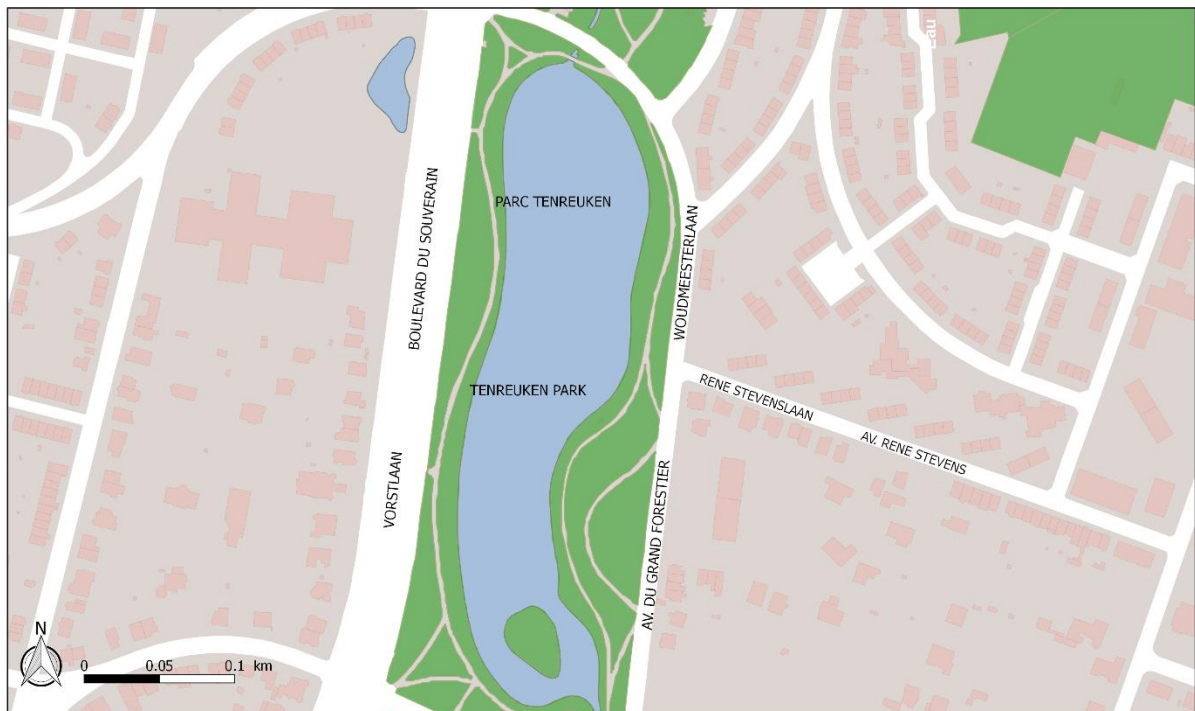 Eau
PARC TENREUKEN
BOULEVARD DU SOUVERAIN
WOUDMEESTERLAAN
TENREUKEN PARK
RENE STEVENSLAAN
AV. RENE STEVENS
VORSTLAAN
AV. DU GRAND FORESTIER
N
0 0.05 0.1 km